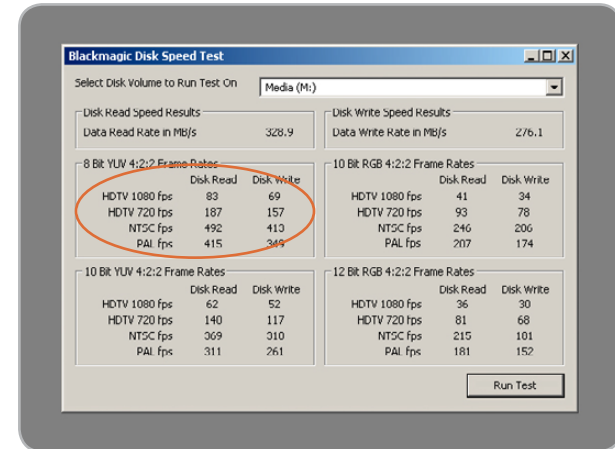 Blackmagic Disk Speed Test
Select Disk Volume to Run Test On Media (M:)
Disk Read Speed Results
Data Read Rate in MB/s 328.9
Disk Write Speed Results
Data Write Rate in MB/s 276.1
8 Bit YUV 4:2:2 Frame Rates
Disk Read Disk Write
HDTV 1080 fps 83 69
HDTV 720 fps 187 157
NTSC fps 492 413
PAL fps 415 349
10 Bit RGB 4:2:2 Frame Rates
Disk Read Disk Write
HDTV 1080 fps 41 34
HDTV 720 fps 93 78
NTSC fps 246 206
PAL fps 207 174
10 Bit YUV 4:2:2 Frame Rates
Disk Read Disk Write
HDTV 1080 fps 62 52
HDTV 720 fps 140 117
NTSC fps 369 310
PAL fps 311 261
12 Bit RGB 4:2:2 Frame Rates
Disk Read Disk Write
HDTV 1080 fps 36 30
HDTV 720 fps 81 68
NTSC fps 215 101
PAL fps 181 152
Run Test